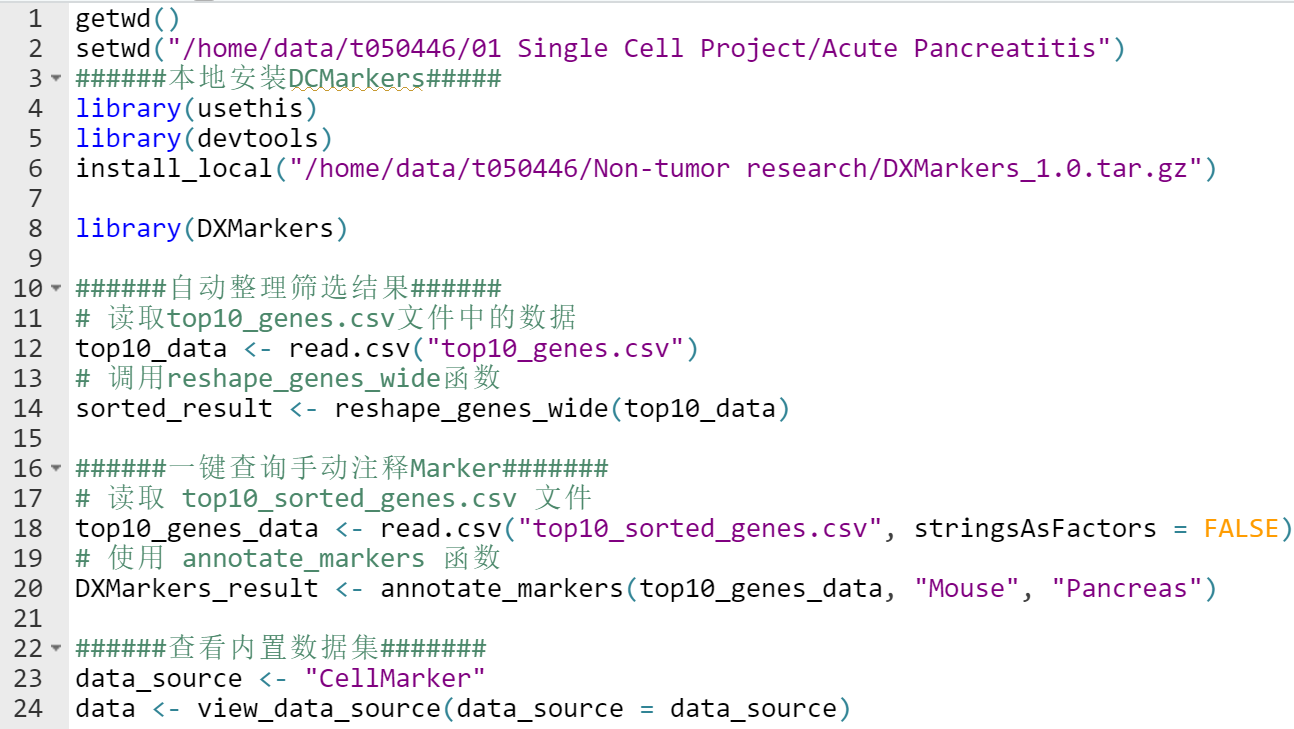 1 getwd()
2 setwd("/home/data/t050446/01 Single Cell Project/Acute Pancreatitis")
3 ######本地安装DCMarkers#####
4 library(usethis)
5 library(devtools)
6 install_local("/home/data/t050446/Non-tumor research/DXMarkers_1.0.tar.gz")
7
8 library(DXMarkers)
9
10 ######自动整理筛选结果######
11 # 读取top10_genes.csv文件中的数据
12 top10_data <- read.csv("top10_genes.csv")
13 # 调用reshape_genes_wide函数
14 sorted_result <- reshape_genes_wide(top10_data)
15
16 ######一键查询手动注释Marker#######
17 # 读取 top10_sorted_genes.csv 文件
18 top10_genes_data <- read.csv("top10_sorted_genes.csv", stringsAsFactors = FALSE)
19 # 使用 annotate_markers 函数
20 DXMarkers_result <- annotate_markers(top10_genes_data, "Mouse", "Pancreas")
21
22 ######查看内置数据集#######
23 data_source <- "CellMarker"
24 data <- view_data_source(data_source = data_source)